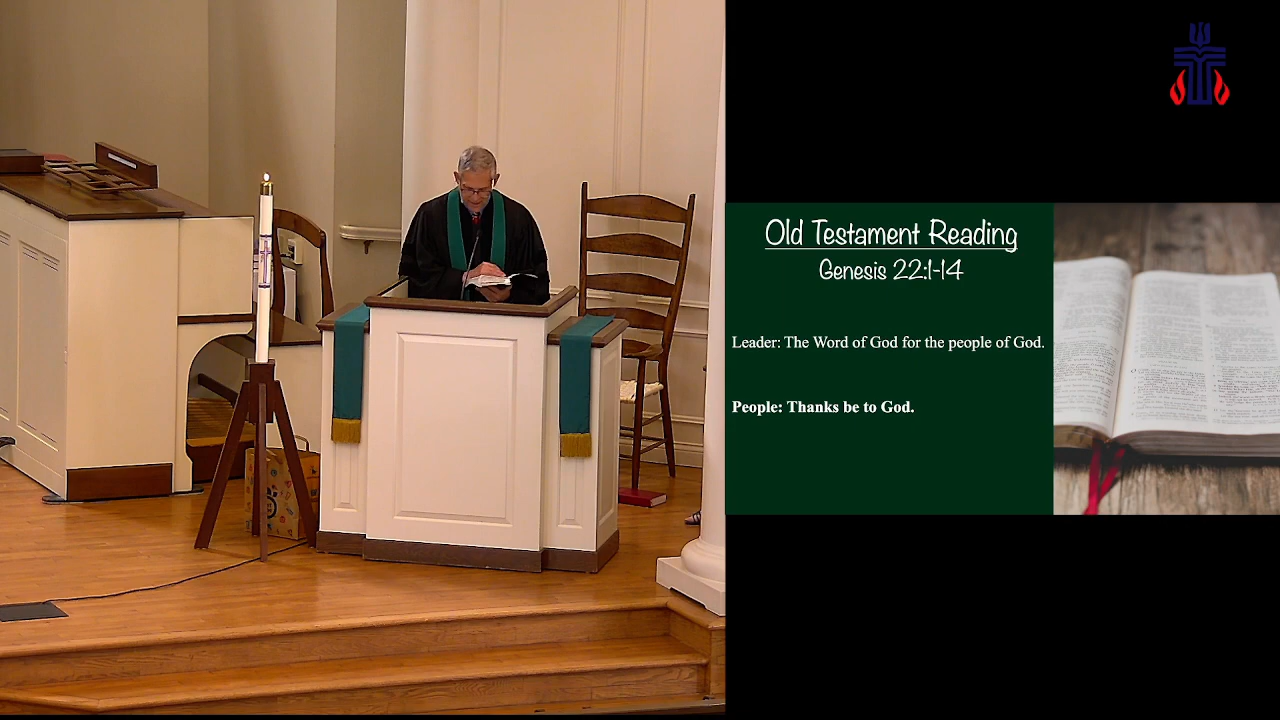 Old Testament Reading
Genesis 22:1-14
Leader: The Word of God for the people of God.
People: Thanks be to God.